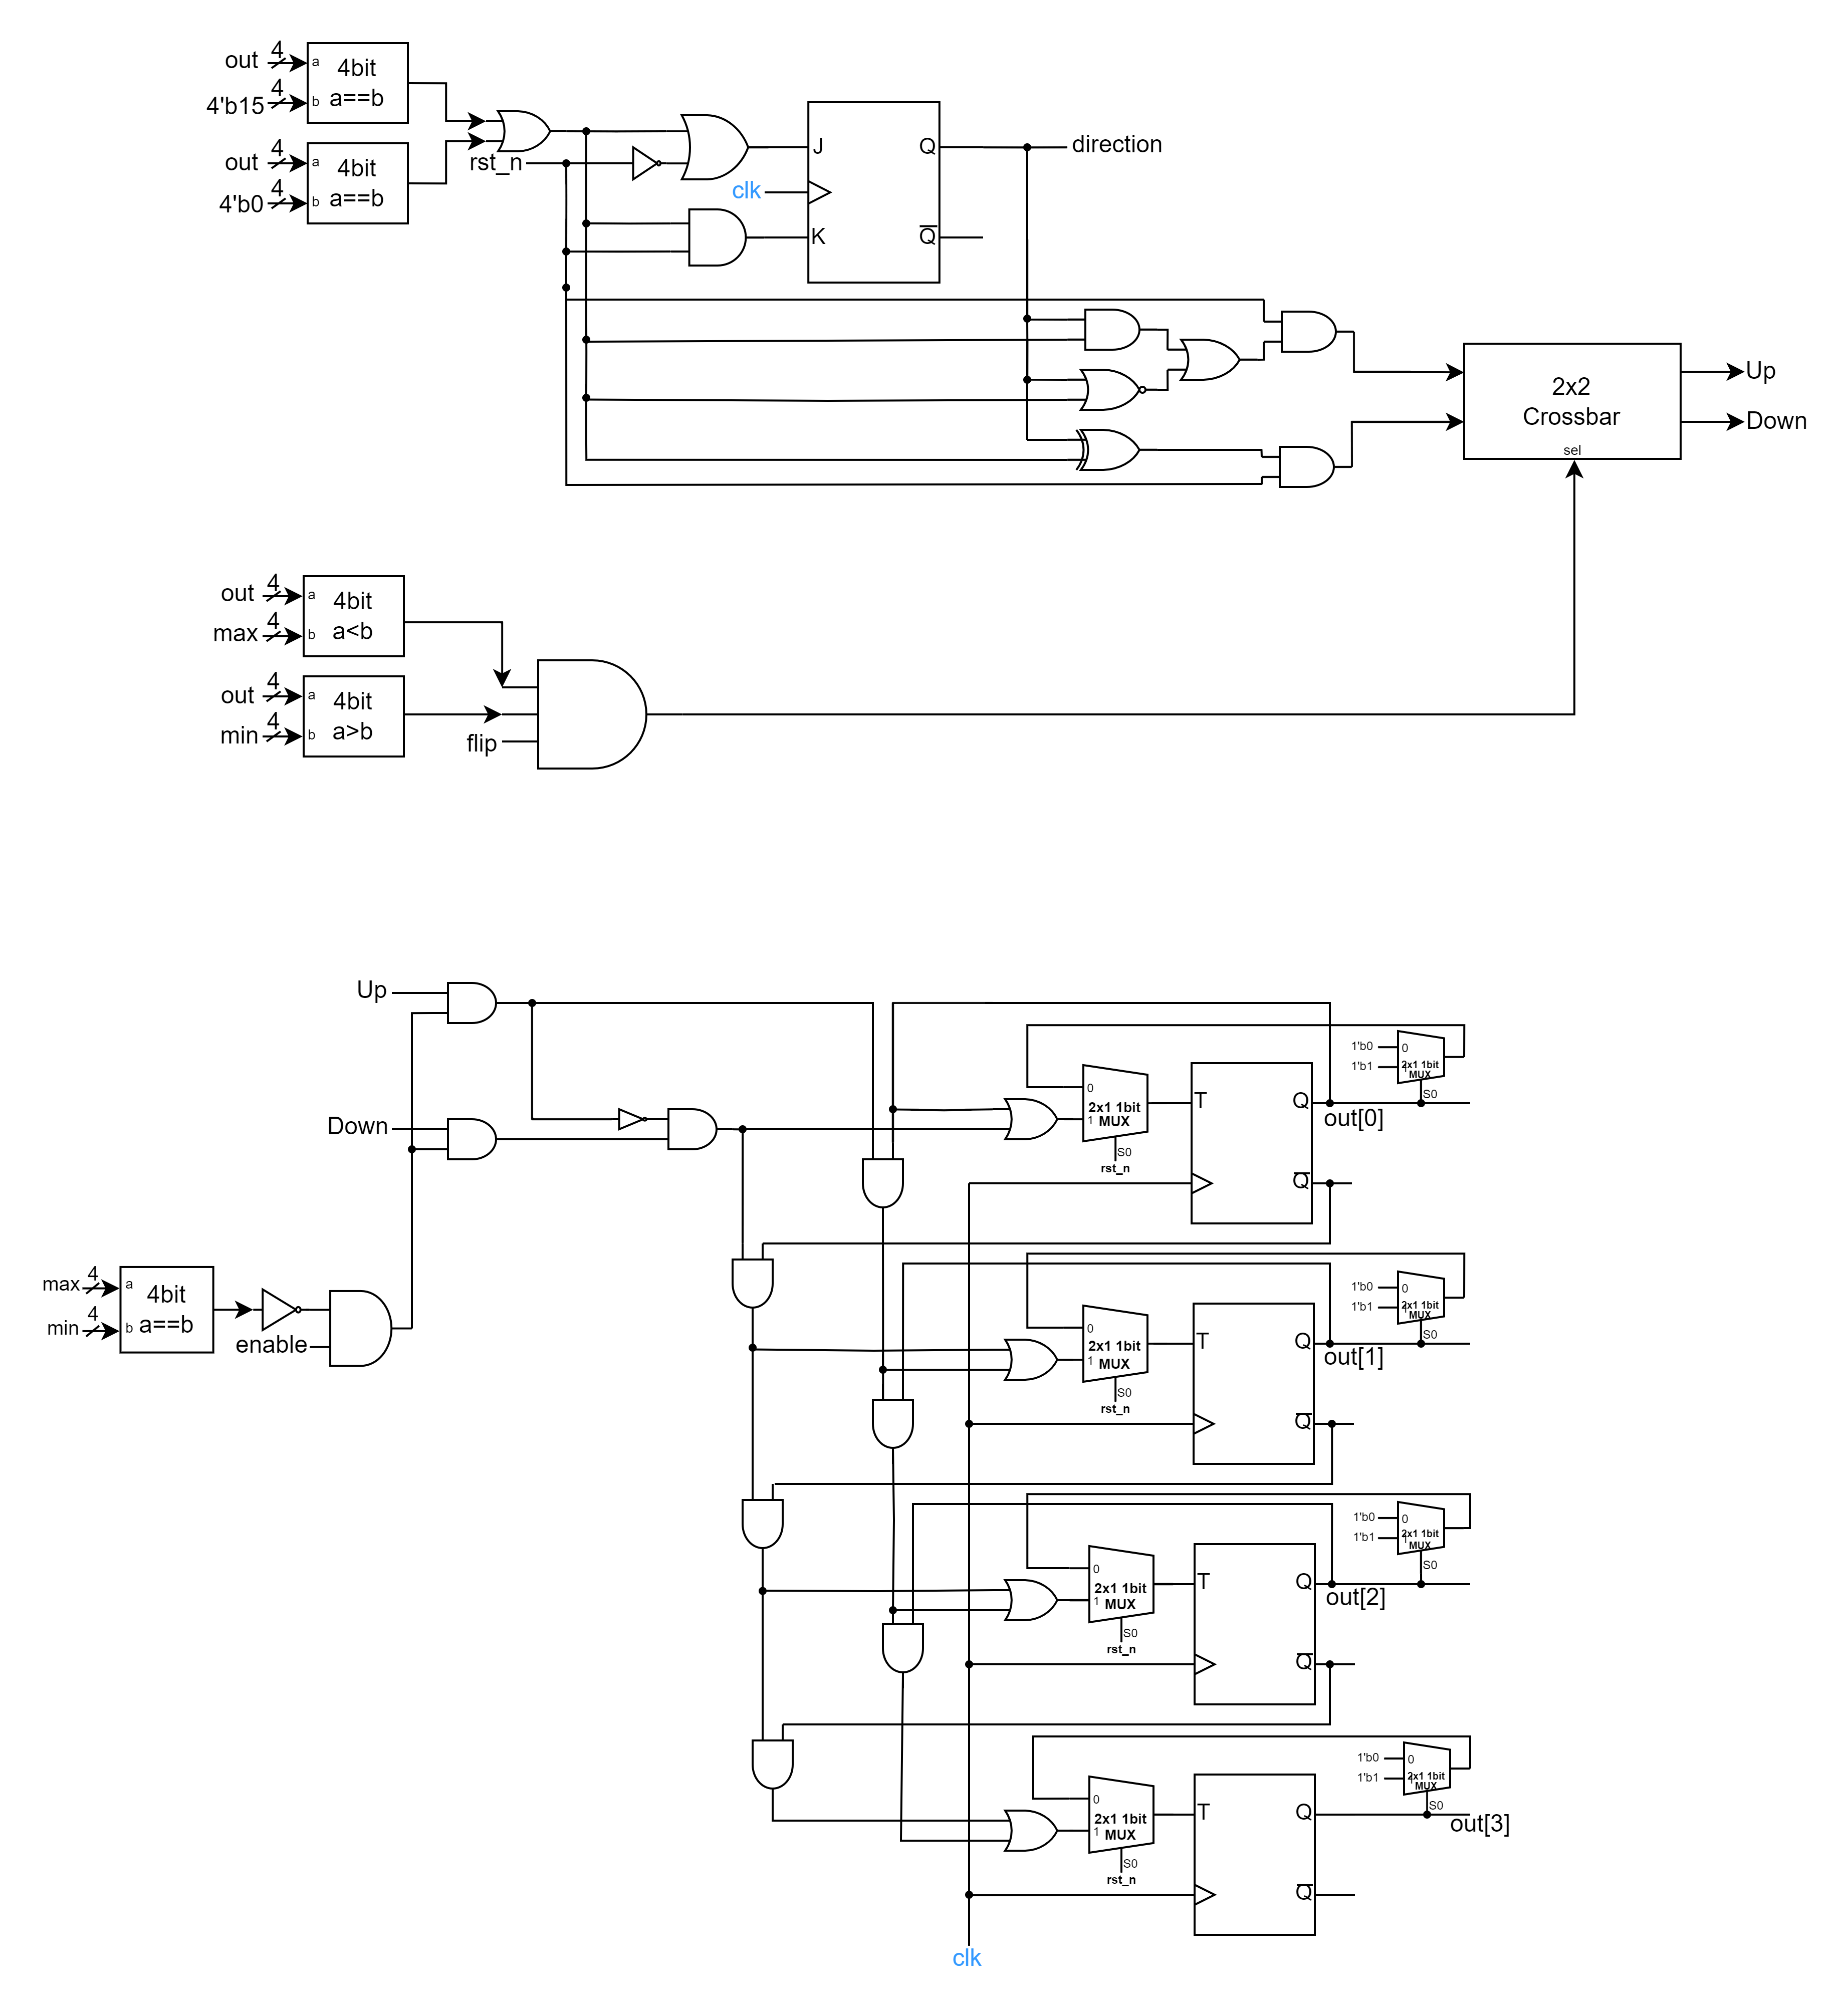 out 4 a
4'b15 4 b
4bit
a==b
out 4 a
4'b0 4 b
4bit
a==b
rst_n
J
Q
clk
K
Q
direction
2x2
Crossbar
sel
Up
Down
out 4 a
max 4 b
4bit
a<b
out 4 a
min 4 b
4bit
a>b
flip
Up
Down
max 4 a
min 4 b
4bit
a==b
enable
0
2x1 1bit
1 MUX
S0
rst_n
T
Q
Q
out[0]
1'b0 0
1'b1 1
2x1 1bit
MUX
S0
0
2x1 1bit
1 MUX
S0
rst_n
T
Q
Q
out[1]
1'b0 0
1'b1 1
2x1 1bit
MUX
S0
0
2x1 1bit
1 MUX
S0
rst_n
T
Q
Q
out[2]
1'b0 0
1'b1 1
2x1 1bit
MUX
S0
0
2x1 1bit
1 MUX
S0
rst_n
T
Q
Q
out[3]
1'b0 0
1'b1 1
2x1 1bit
MUX
S0
clk